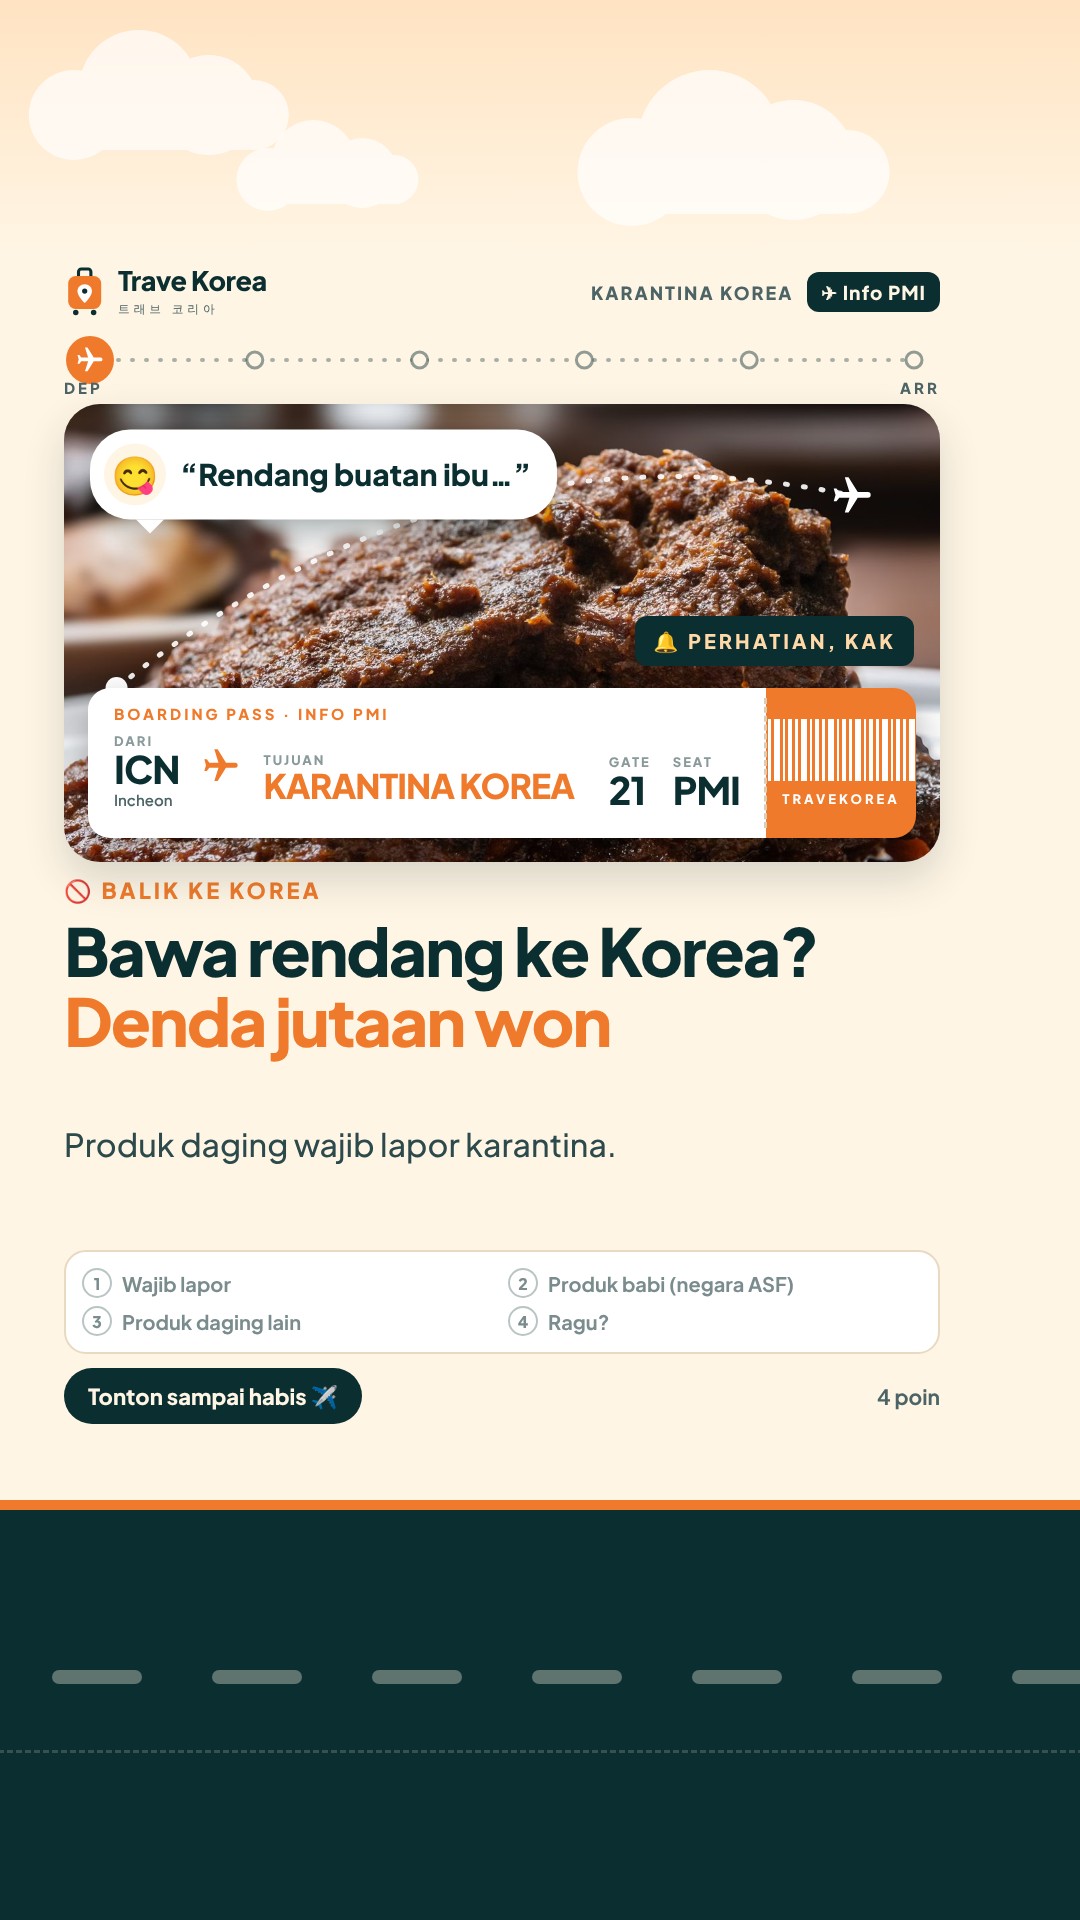 Trave Korea
트래브 코리아
KARANTINA KOREA
✈ Info PMI
DEP
ARR
😋 “Rendang buatan ibu...”
🔔 PERHATIAN, KAK
BOARDING PASS · INFO PMI
DARI
ICN
Incheon
TUJUAN
KARANTINA KOREA
GATE
21
SEAT
PMI
TRAVEKOREA
🚫 BALIK KE KOREA
Bawa rendang ke Korea?
Denda jutaan won
Produk daging wajib lapor karantina.
1 Wajib lapor
2 Produk babi (negara ASF)
3 Produk daging lain
4 Ragu?
Tonton sampai habis ✈️
4 poin